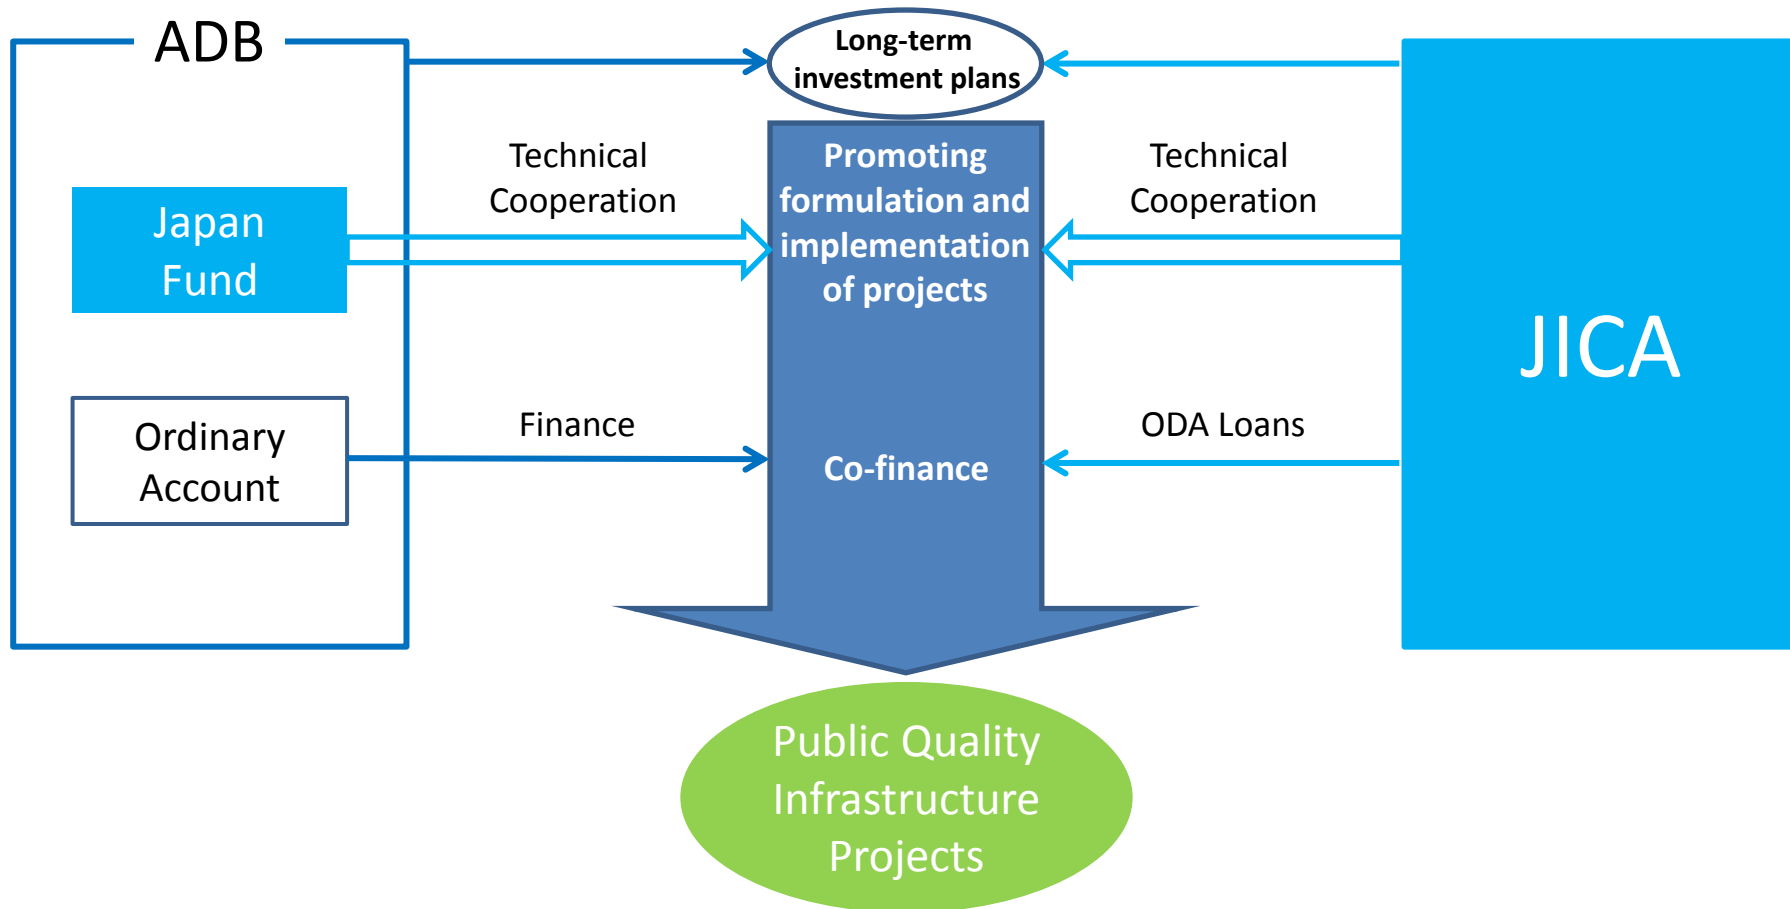 ADB
Long-term
investment plans
Technical
Cooperation
Promoting
formulation and
implementation
of projects
Technical
Cooperation
Japan
Fund
JICA
Ordinary
Account
Finance
Co-finance
ODA Loans
Public Quality
Infrastructure
Projects